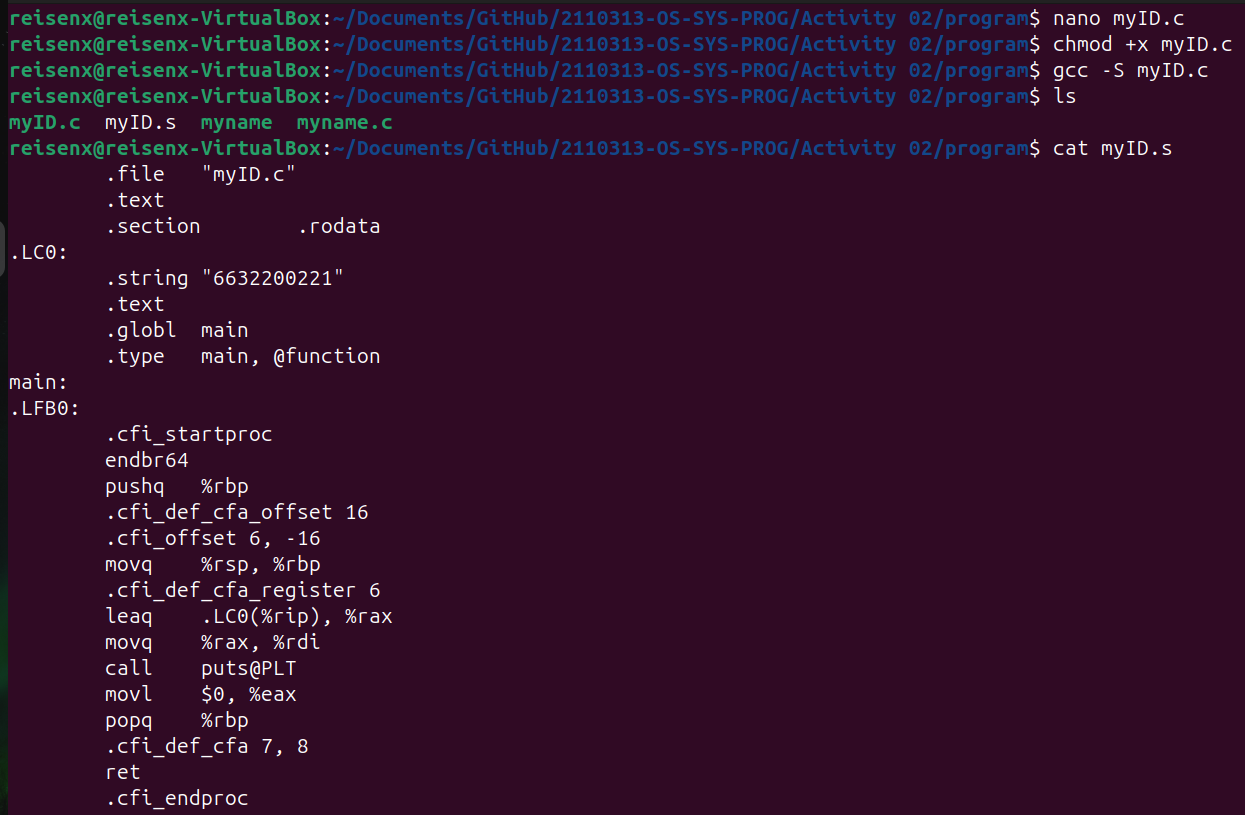 reisenx@reisenx-VirtualBox:~/Documents/GitHub/2110313-OS-SYS-PROG/Activity 02/program$ nano myID.c
reisenx@reisenx-VirtualBox:~/Documents/GitHub/2110313-OS-SYS-PROG/Activity 02/program$ chmod +x myID.c
reisenx@reisenx-VirtualBox:~/Documents/GitHub/2110313-OS-SYS-PROG/Activity 02/program$ gcc -S myID.c
reisenx@reisenx-VirtualBox:~/Documents/GitHub/2110313-OS-SYS-PROG/Activity 02/program$ ls
myID.c  myID.s  myname  myname.c
reisenx@reisenx-VirtualBox:~/Documents/GitHub/2110313-OS-SYS-PROG/Activity 02/program$ cat myID.s
        .file   "myID.c"
        .text
        .section        .rodata
.LC0:
        .string "6632200221"
        .text
        .globl  main
        .type   main, @function
main:
.LFB0:
        .cfi_startproc
        endbr64
        pushq   %rbp
        .cfi_def_cfa_offset 16
        .cfi_offset 6, -16
        movq    %rsp, %rbp
        .cfi_def_cfa_register 6
        leaq    .LC0(%rip), %rax
        movq    %rax, %rdi
        call    puts@PLT
        movl    $0, %eax
        popq    %rbp
        .cfi_def_cfa 7, 8
        ret
        .cfi_endproc